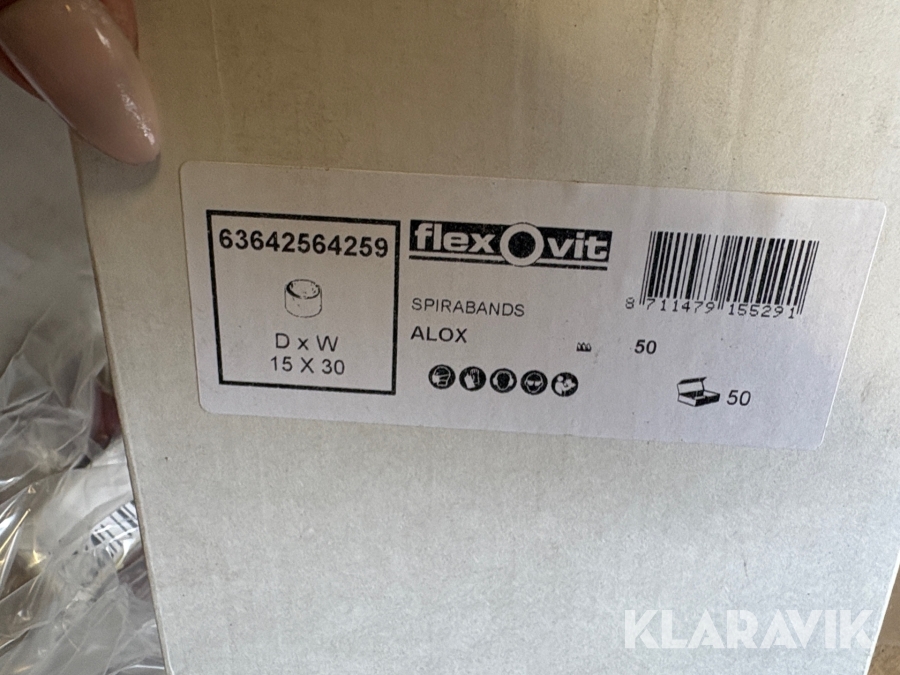 63642564259
D x W
15 X 30
flexOvit
SPIRABANDS
ALOX
50
8 711479 155291
50
KLARAVIK